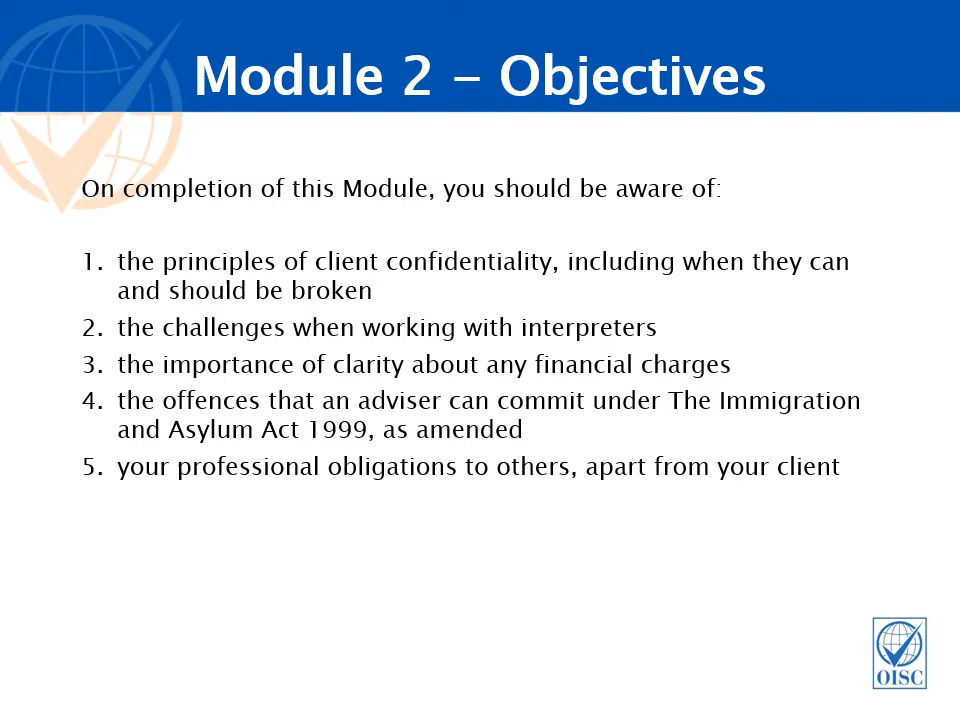 Module 2 – Objectives
On completion of this Module, you should be aware of:
1. the principles of client confidentiality, including when they can
and should be broken
2. the challenges when working with interpreters
3. the importance of clarity about any financial charges
4. the offences that an adviser can commit under The Immigration
and Asylum Act 1999, as amended
5. your professional obligations to others, apart from your client
OISC